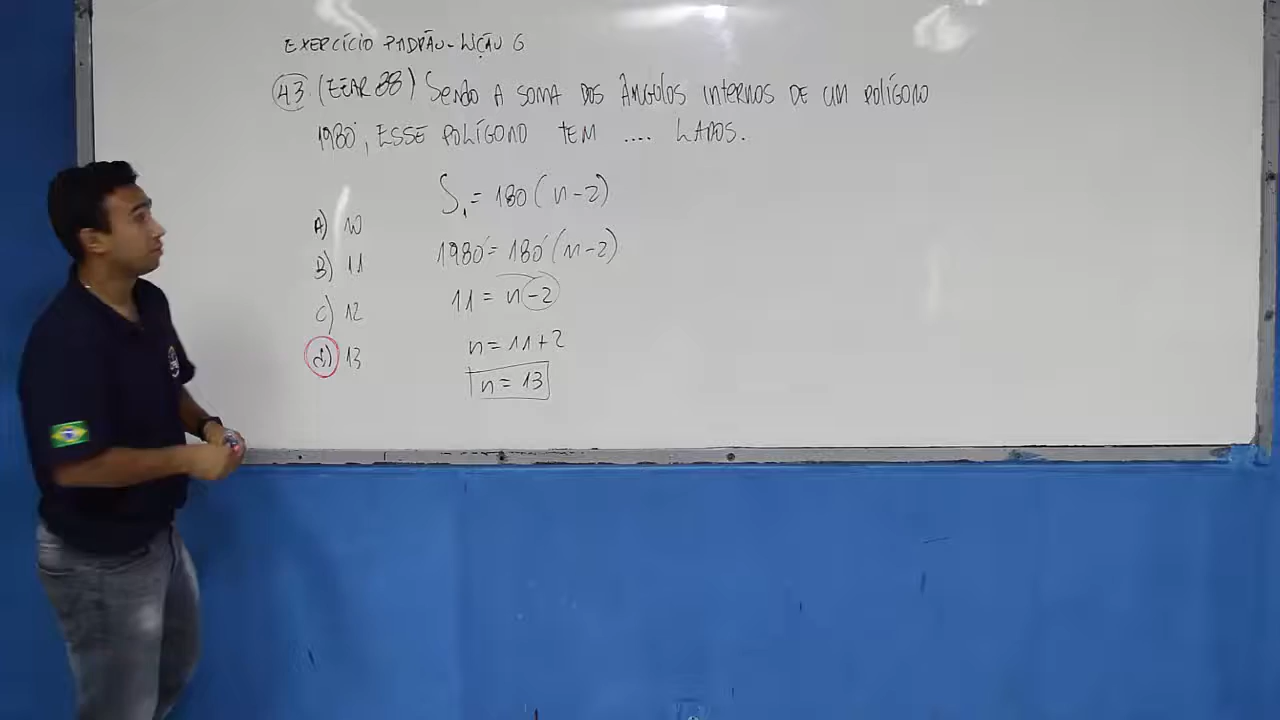 EXERCÍCIO PADRÃO - LIÇÃO 6
43 (EEAR 88) SENDO A SOMA DOS ÂNGULOS INTERNOS DE UM POLÍGONO
1980°, ESSE POLÍGONO TEM .... LADOS.
A) 10
B) 11
C) 12
D) 13
Si = 180 (n-2)
1980° = 180° (n-2)
11 = n-2
n = 11+2
n = 13